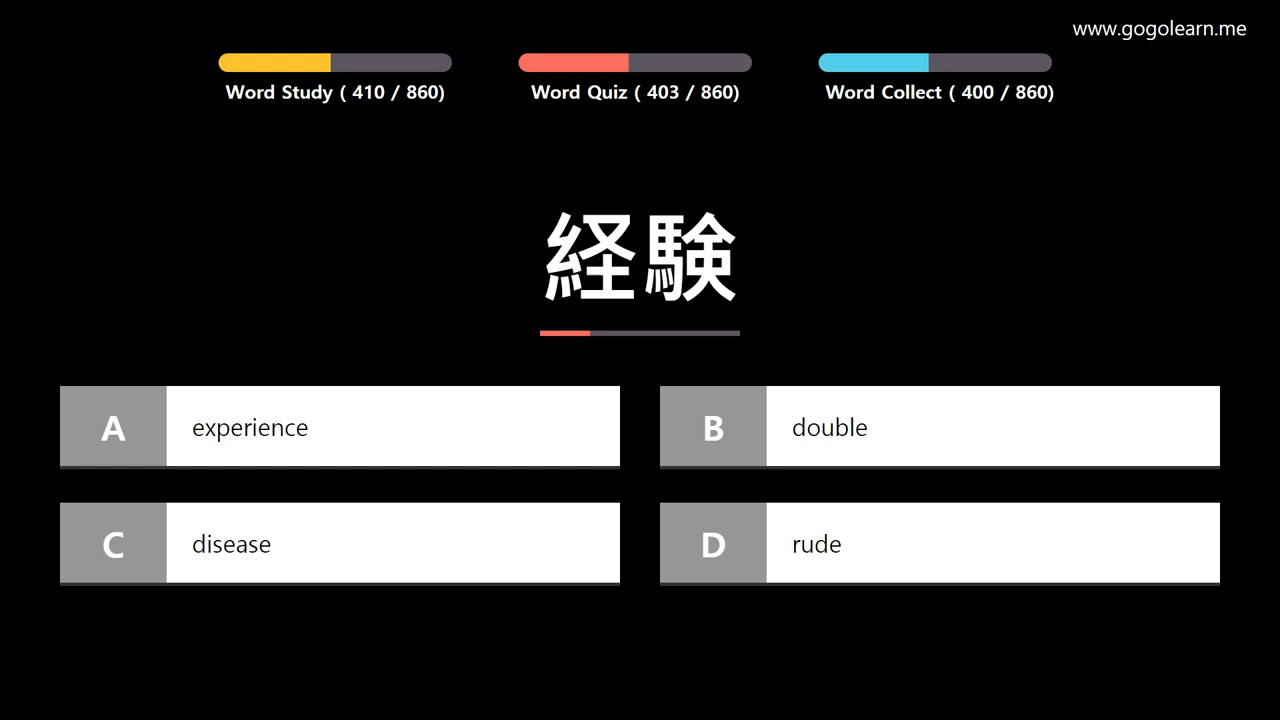 www.gogolearn.me
Word Study ( 410 / 860)
Word Quiz ( 403 / 860)
Word Collect ( 400 / 860)
経験
A experience
B double
C disease
D rude